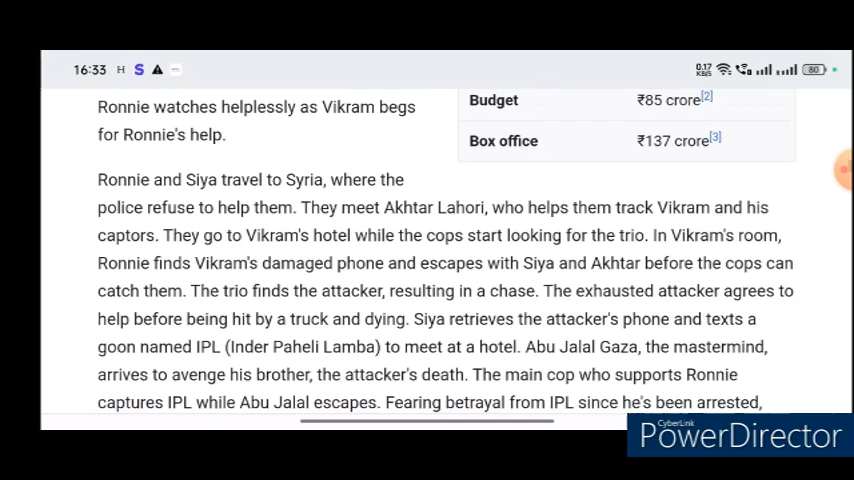 16:33 H S
0.17 KB/S 80
Ronnie watches helplessly as Vikram begs
for Ronnie's help.
Budget ₹85 crore[2]
Box office ₹137 crore[3]
Ronnie and Siya travel to Syria, where the
police refuse to help them. They meet Akhtar Lahori, who helps them track Vikram and his
captors. They go to Vikram's hotel while the cops start looking for the trio. In Vikram's room,
Ronnie finds Vikram's damaged phone and escapes with Siya and Akhtar before the cops can
catch them. The trio finds the attacker, resulting in a chase. The exhausted attacker agrees to
help before being hit by a truck and dying. Siya retrieves the attacker's phone and texts a
goon named IPL (Inder Paheli Lamba) to meet at a hotel. Abu Jalal Gaza, the mastermind,
arrives to avenge his brother, the attacker's death. The main cop who supports Ronnie
captures IPL while Abu Jalal escapes. Fearing betrayal from IPL since he's been arrested,
CyberLink
PowerDirector